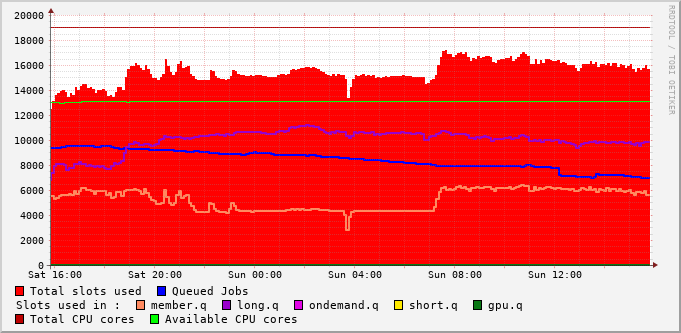 20000
18000
16000
14000
12000
10000
8000
6000
4000
2000
0
Sat 16:00 Sat 20:00 Sun 00:00 Sun 04:00 Sun 08:00 Sun 12:00
Total slots used Queued Jobs
Slots used in : member.q long.q ondemand.q short.q gpu.q
Total CPU cores Available CPU cores
RRDTOOL / TOBI OETIKER